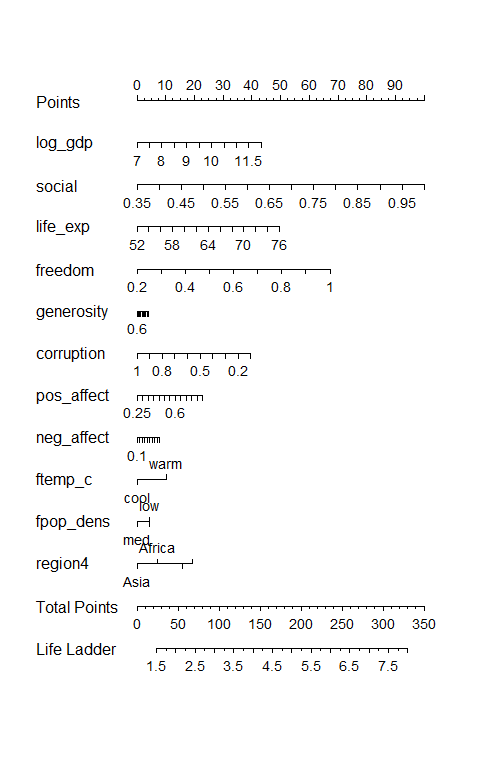 0 10 20 30 40 50 60 70 80 90
Points
log_gdp
7 8 9 10 11.5
social
0.35 0.45 0.55 0.65 0.75 0.85 0.95
life_exp
52 58 64 70 76
freedom
0.2 0.4 0.6 0.8 1
generosity
0.6
corruption
1 0.8 0.5 0.2
pos_affect
0.25 0.6
neg_affect
0.1
warm
ftemp_c
cool
low
fpop_dens
med
Africa
region4
Asia
Total Points
0 50 100 150 200 250 300 350
Life Ladder
1.5 2.5 3.5 4.5 5.5 6.5 7.5